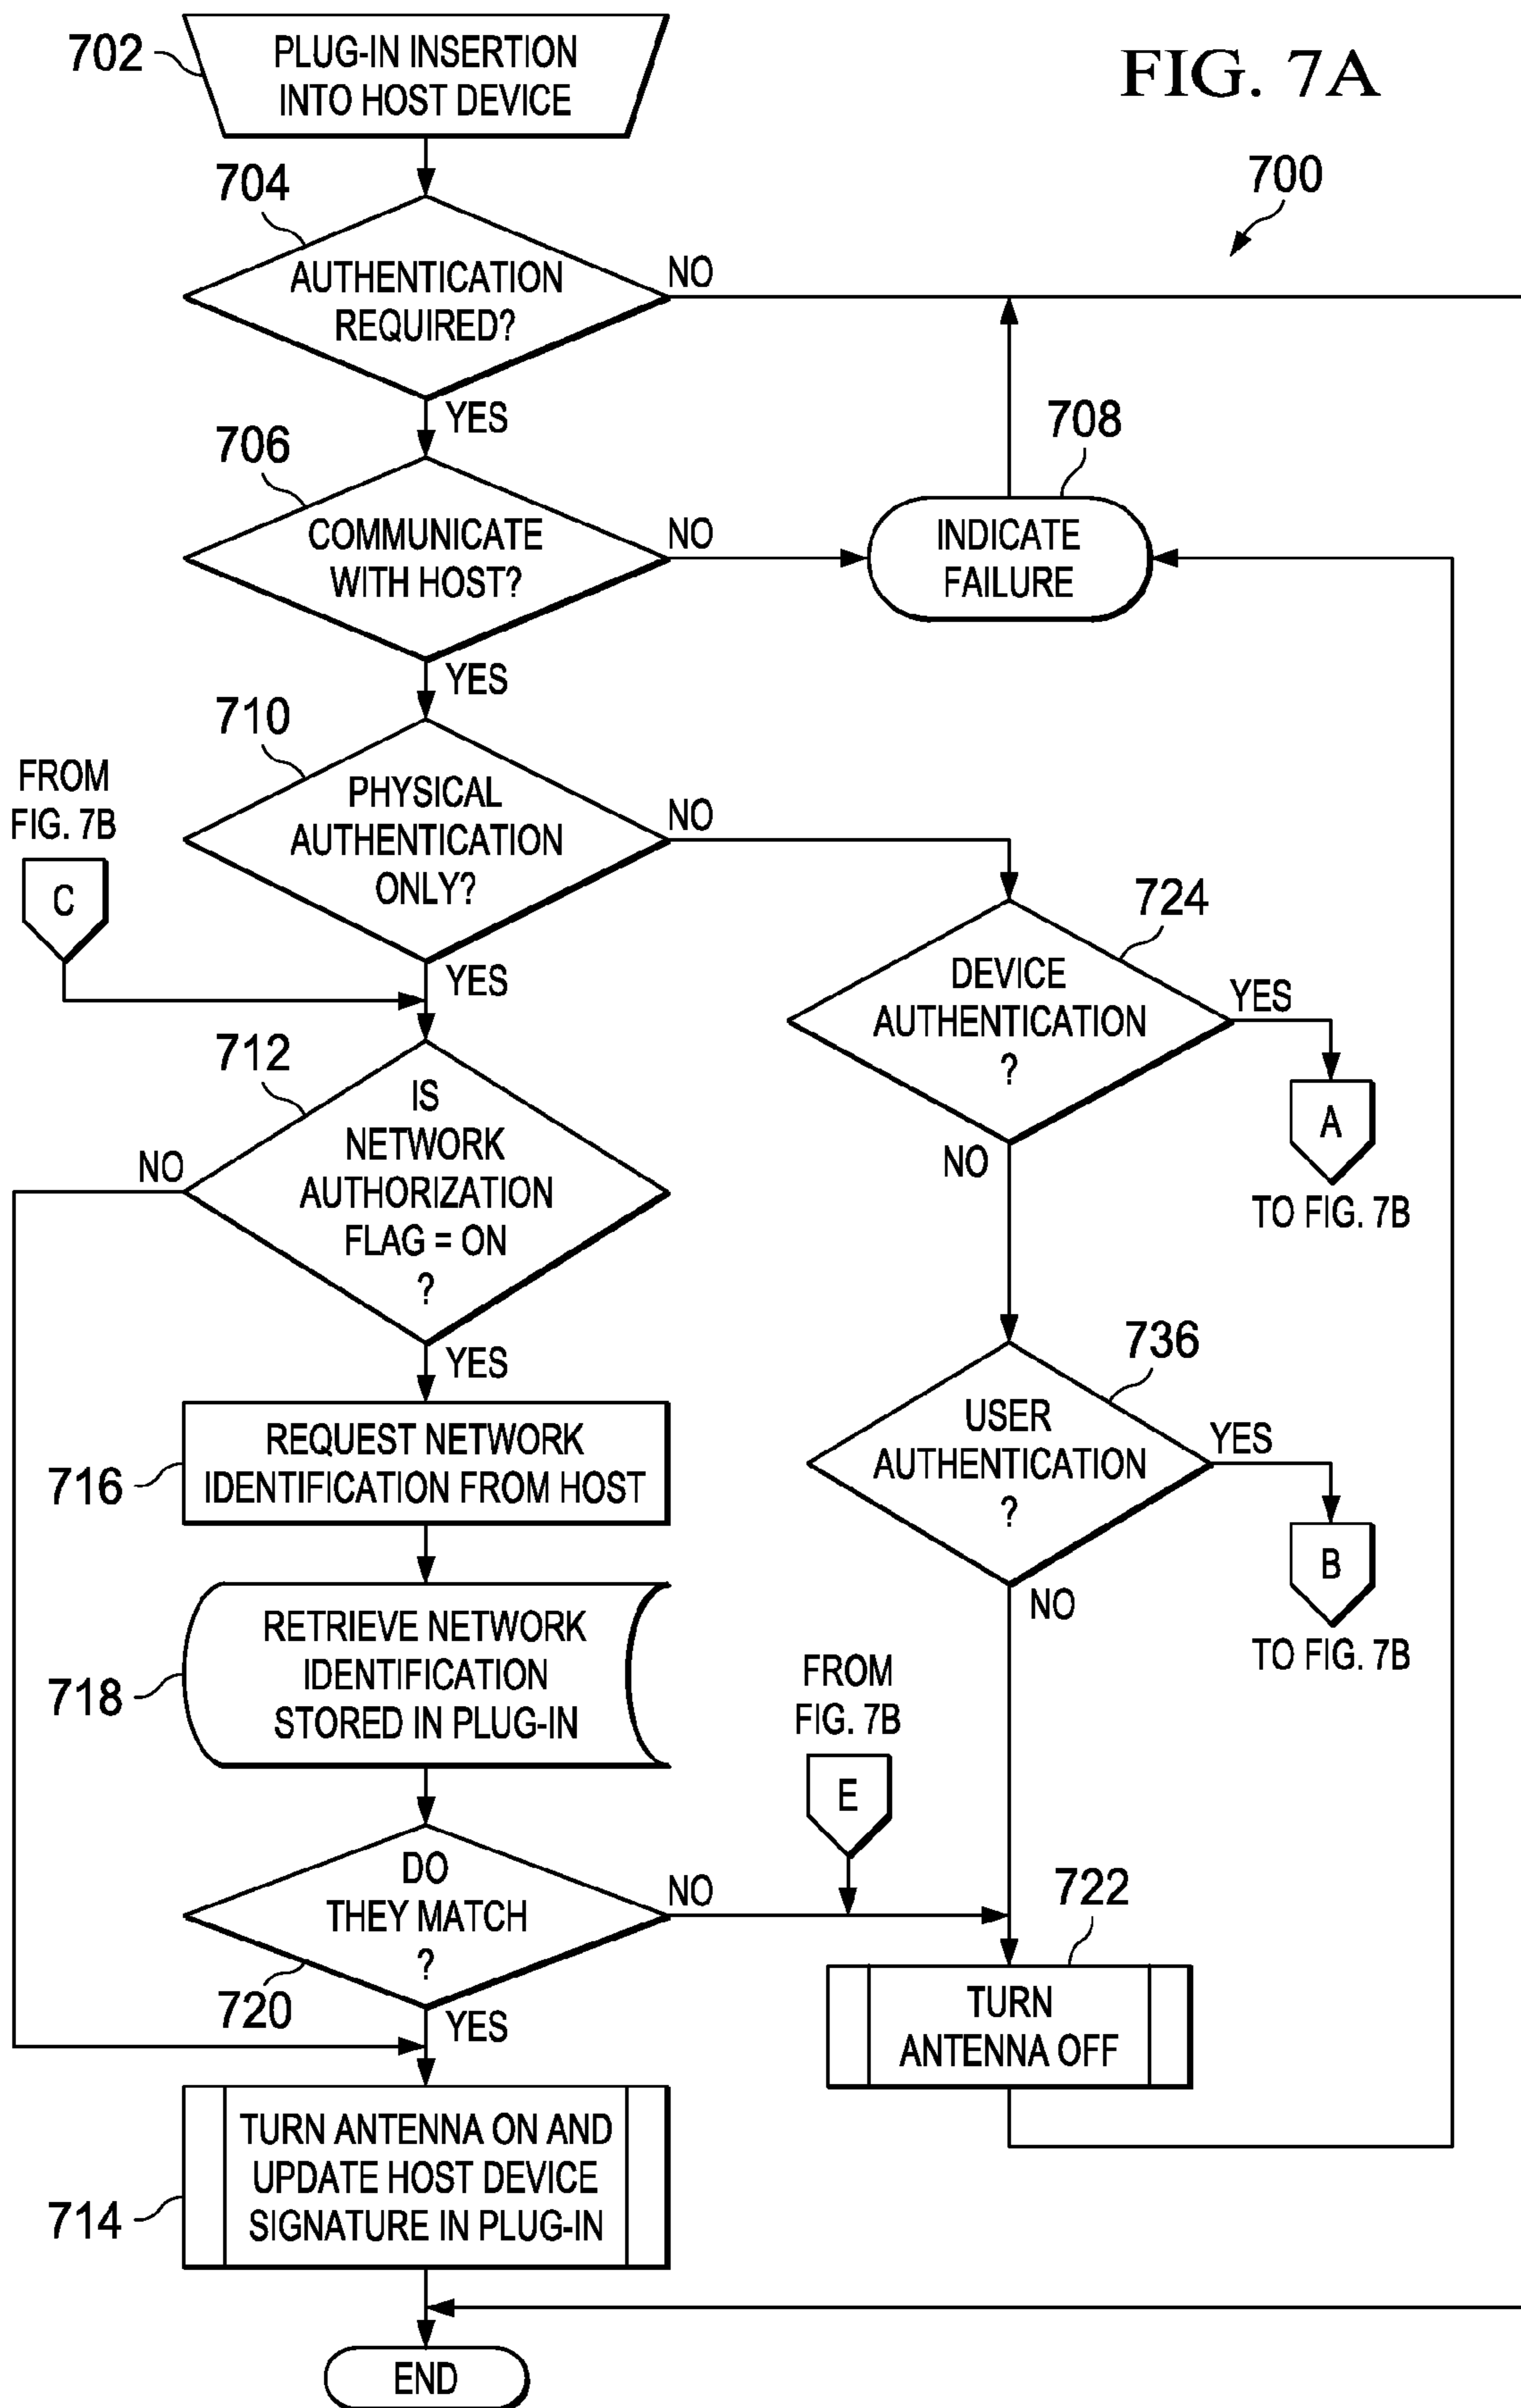 FIG. 7A
700
702
PLUG-IN INSERTION
INTO HOST DEVICE
704
AUTHENTICATION
REQUIRED?
NO
YES
706
COMMUNICATE
WITH HOST?
NO
YES
708
INDICATE
FAILURE
710
PHYSICAL
AUTHENTICATION
ONLY?
NO
YES
FROM
FIG. 7B
C
724
DEVICE
AUTHENTICATION
?
YES
NO
A
TO FIG. 7B
712
IS
NETWORK
AUTHORIZATION
FLAG = ON
?
NO
YES
736
USER
AUTHENTICATION
?
YES
NO
B
TO FIG. 7B
716
REQUEST NETWORK
IDENTIFICATION FROM HOST
718
RETRIEVE NETWORK
IDENTIFICATION
STORED IN PLUG-IN
FROM
FIG. 7B
E
DO
THEY MATCH
?
720
NO
YES
722
TURN
ANTENNA OFF
714
TURN ANTENNA ON AND
UPDATE HOST DEVICE
SIGNATURE IN PLUG-IN
END